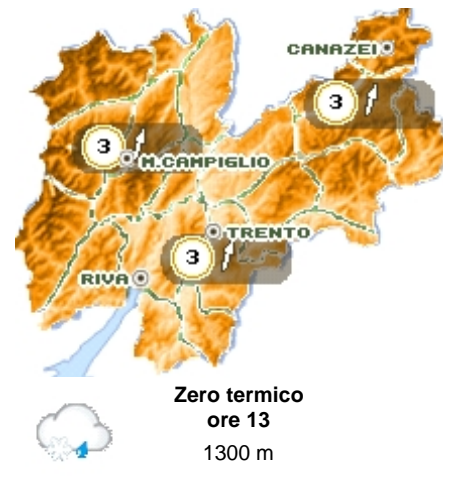 CANAZEI
3
3
M.CAMPIGLIO
TRENTO
3
RIVA
Zero termico
ore 13
1300 m